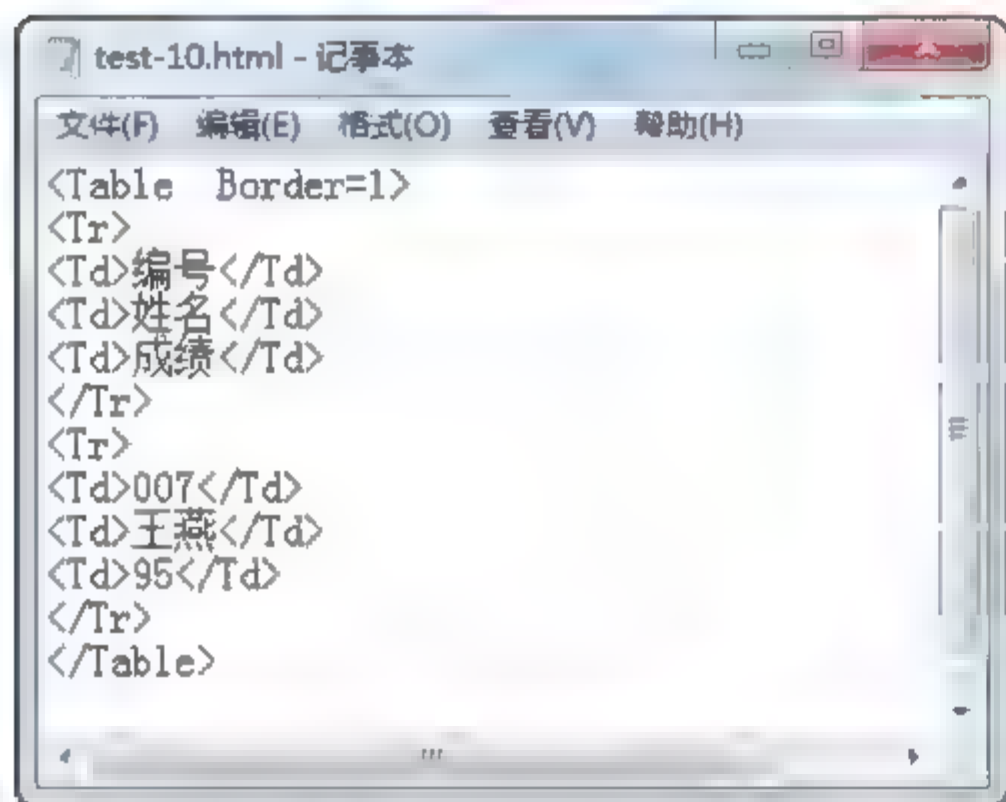 test-10.html - 记事本
文件(F) 编辑(E) 格式(O) 查看(V) 帮助(H)
<Table  Border=1>
<Tr>
<Td>编号</Td>
<Td>姓名</Td>
<Td>成绩</Td>
</Tr>
<Tr>
<Td>007</Td>
<Td>王燕</Td>
<Td>95</Td>
</Tr>
</Table>